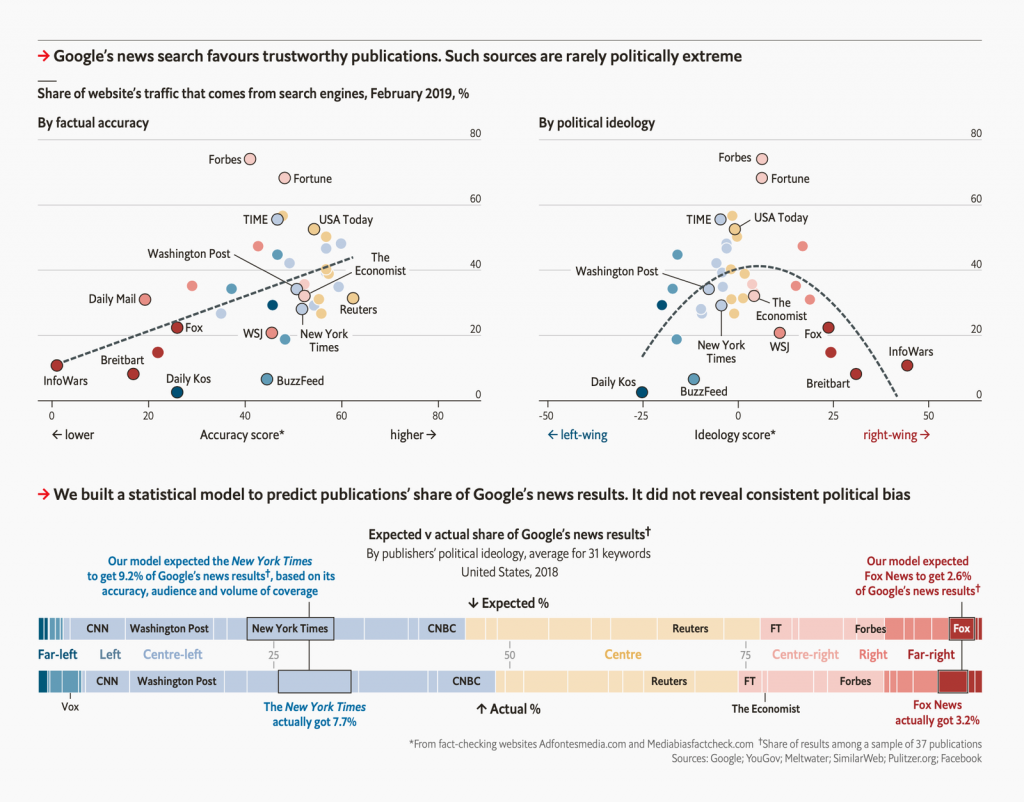 → Google’s news search favours trustworthy publications. Such sources are rarely politically extreme
Share of website’s traffic that comes from search engines, February 2019, %
By factual accuracy
80
Forbes
Fortune
60
TIME
USA Today
Washington Post
The
Economist
40
Daily Mail
Reuters
Fox
WSJ
New York
Times
20
Breitbart
InfoWars
Daily Kos
BuzzFeed
0
0 20 40 60 80
← lower Accuracy score* higher →
By political ideology
80
Forbes
Fortune
60
TIME
USA Today
Washington Post
40
The
Economist
New York
Times
WSJ
Fox
20
InfoWars
Daily Kos
BuzzFeed
Breitbart
0
-50 -25 0 25 50
← left-wing Ideology score* right-wing →
→ We built a statistical model to predict publications’ share of Google’s news results. It did not reveal consistent political bias
Expected v actual share of Google’s news results†
By publishers’ political ideology, average for 31 keywords
United States, 2018
Our model expected the New York Times
to get 9.2% of Google’s news results†, based on its
accuracy, audience and volume of coverage
Our model expected
Fox News to get 2.6%
of Google’s news results†
↓ Expected %
CNN Washington Post New York Times CNBC Reuters FT Forbes Fox
Far-left Left Centre-left 25 50 Centre 75 Centre-right Right Far-right
CNN Washington Post CNBC Reuters FT Forbes
Vox
The New York Times
actually got 7.7%
↑ Actual %
The Economist
Fox News
actually got 3.2%
*From fact-checking websites Adfontesmedia.com and Mediabiasfactcheck.com †Share of results among a sample of 37 publications
Sources: Google; YouGov; Meltwater; SimilarWeb; Pulitzer.org; Facebook